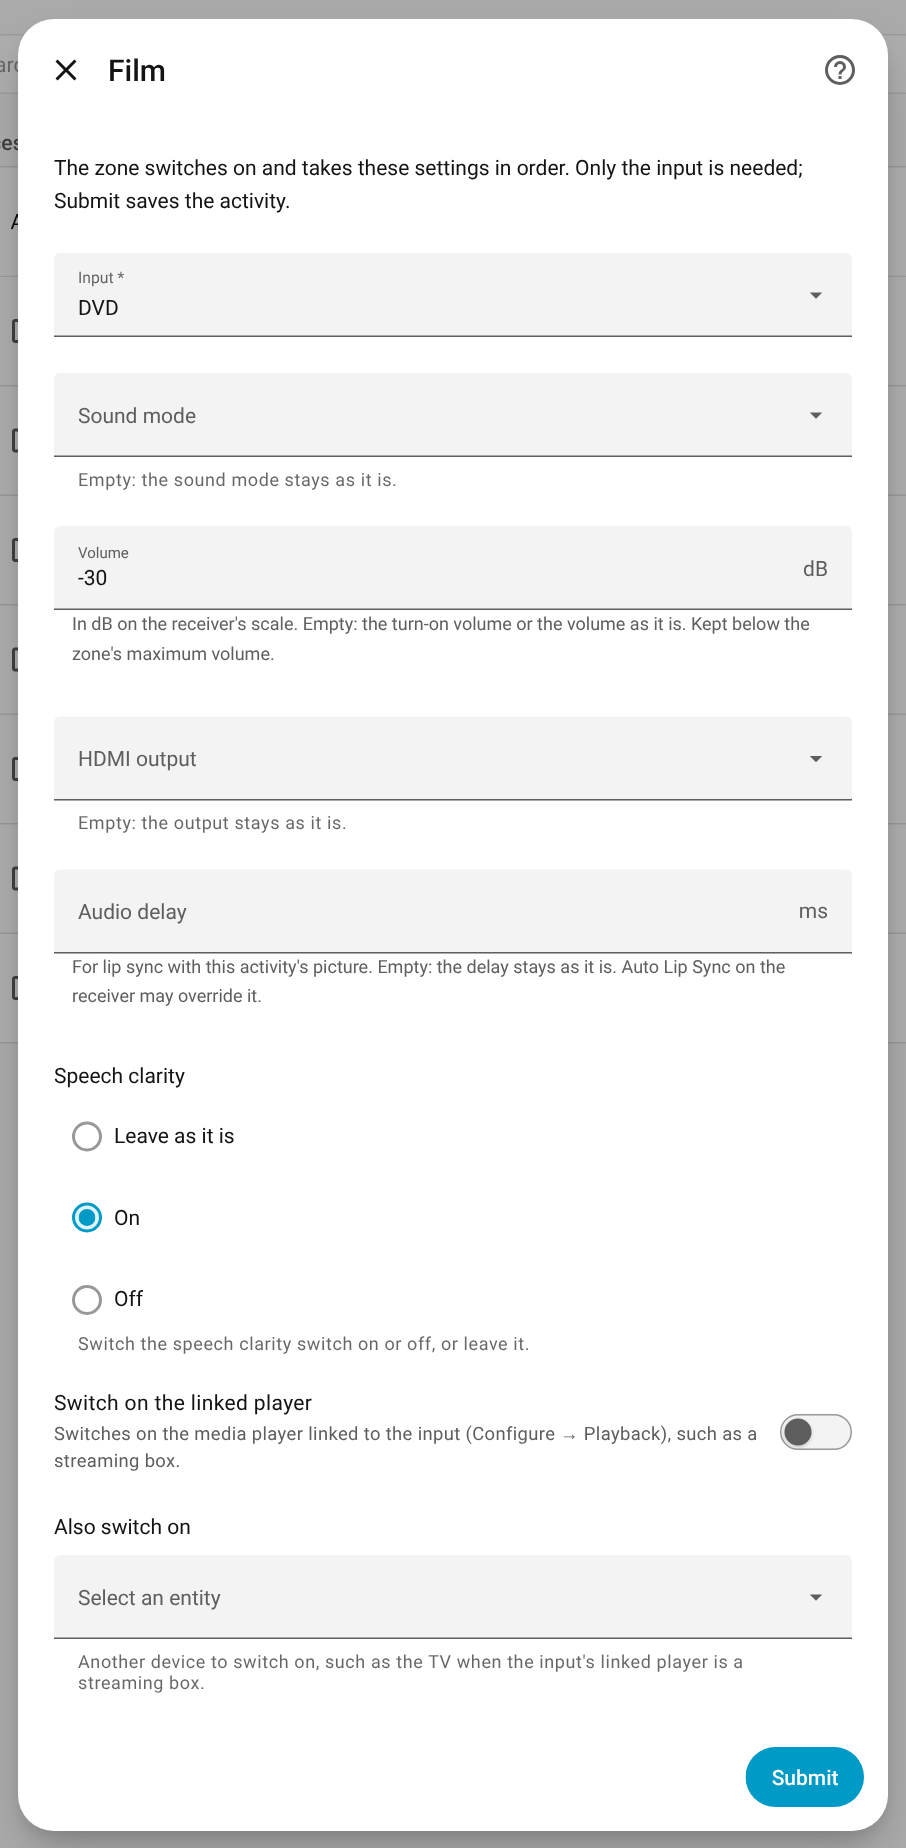 Film
The zone switches on and takes these settings in order. Only the input is needed;
Submit saves the activity.
Input *
DVD
Sound mode
Empty: the sound mode stays as it is.
Volume
-30
dB
In dB on the receiver's scale. Empty: the turn-on volume or the volume as it is. Kept below the
zone's maximum volume.
HDMI output
Empty: the output stays as it is.
Audio delay
ms
For lip sync with this activity's picture. Empty: the delay stays as it is. Auto Lip Sync on the
receiver may override it.
Speech clarity
Leave as it is
On
Off
Switch the speech clarity switch on or off, or leave it.
Switch on the linked player
Switches on the media player linked to the input (Configure → Playback), such as a
streaming box.
Also switch on
Select an entity
Another device to switch on, such as the TV when the input's linked player is a
streaming box.
Submit